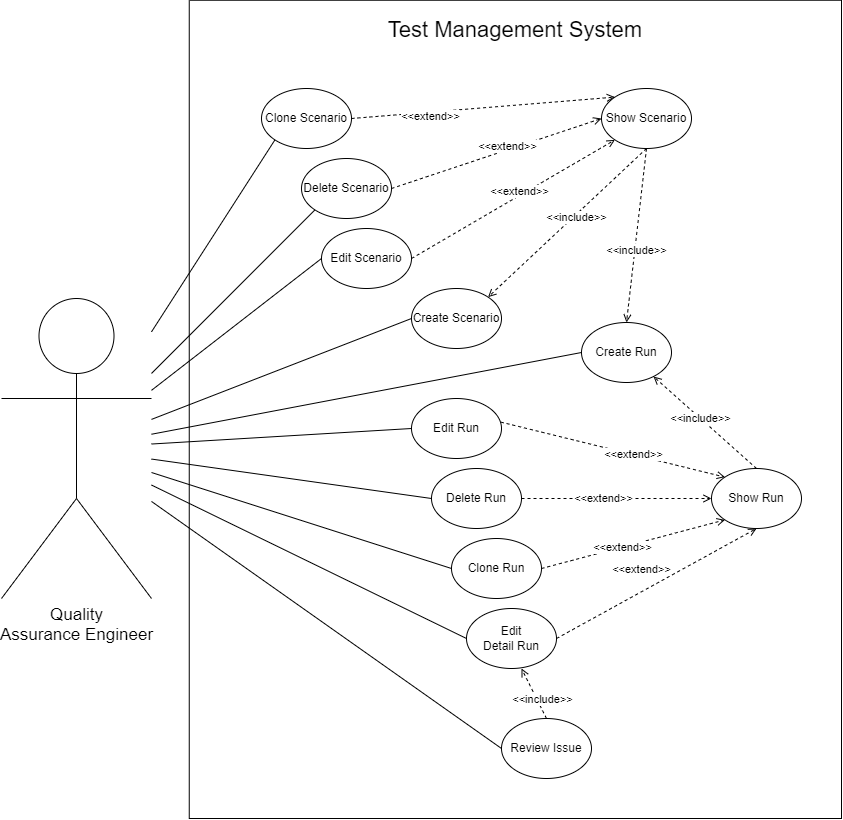 Test Management System
Clone Scenario
<<extend>>
Show Scenario
<<extend>>
Delete Scenario
<<extend>>
<<include>>
Edit Scenario
<<include>>
Create Scenario
Create Run
<<include>>
Edit Run
<<extend>>
Delete Run
<<extend>>
Show Run
<<extend>>
Clone Run
<<extend>>
Edit
Detail Run
<<include>>
Review Issue
Quality
Assurance Engineer